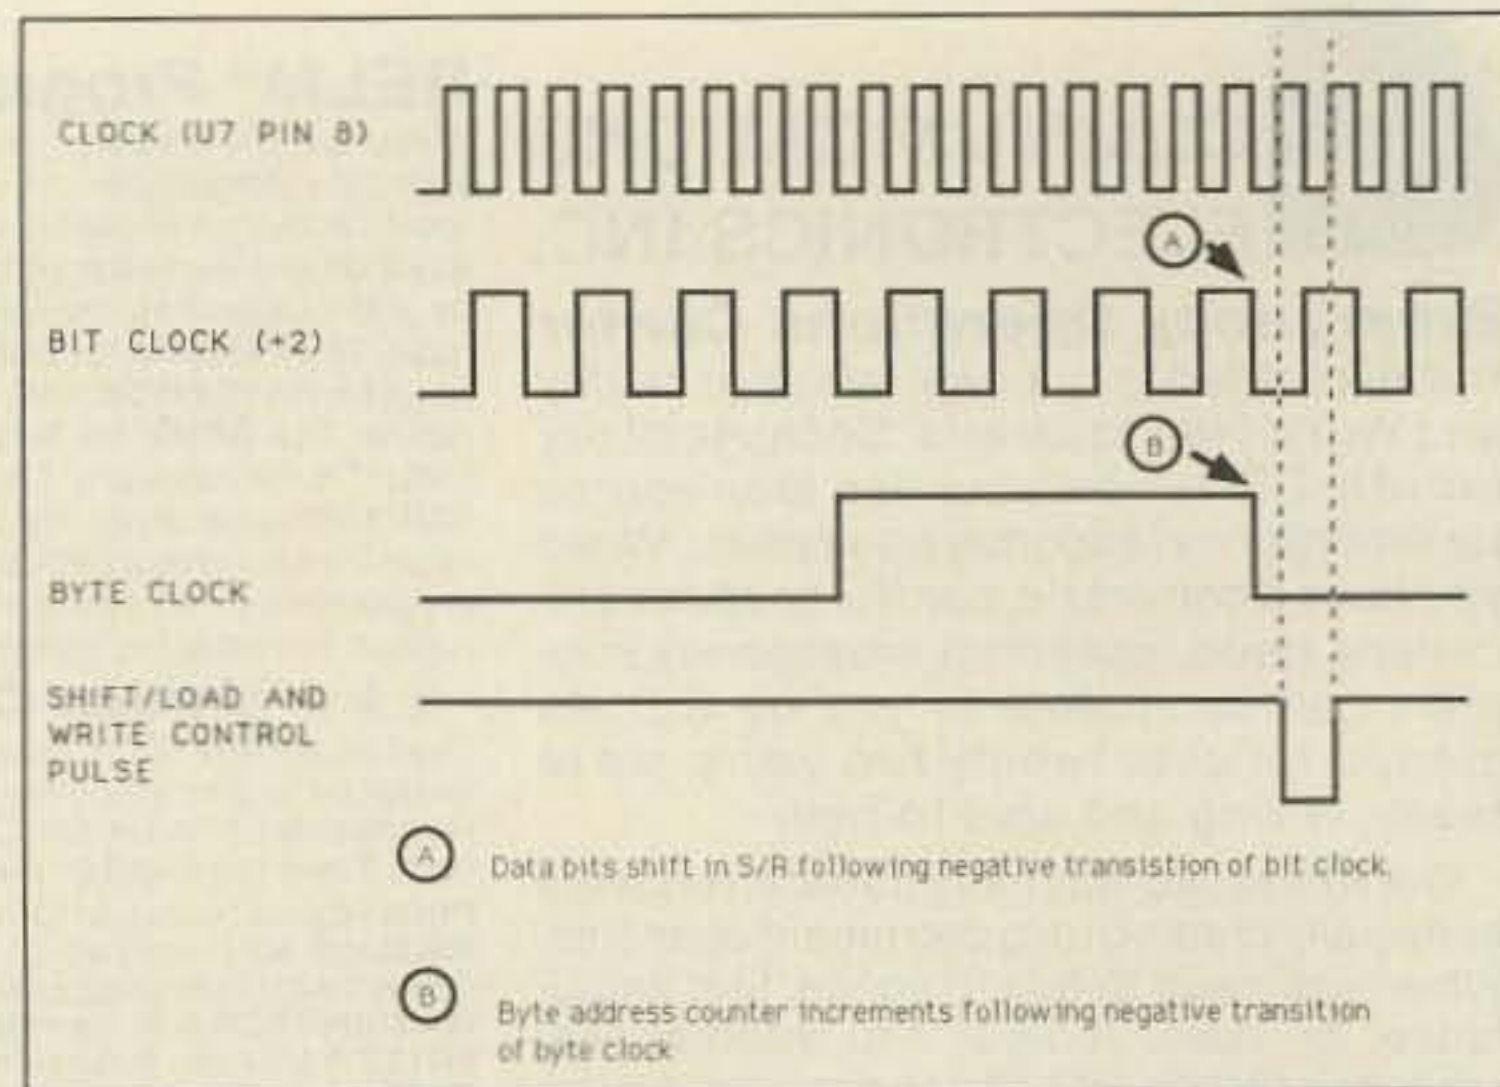 CLOCK (U7 PIN 8)
A
BIT CLOCK (÷2)
B
BYTE CLOCK
SHIFT/LOAD AND
WRITE CONTROL
PULSE
A Data bits shift in S/R following negative transistion of bit clock.
B Byte address counter increments following negative transition
of byte clock